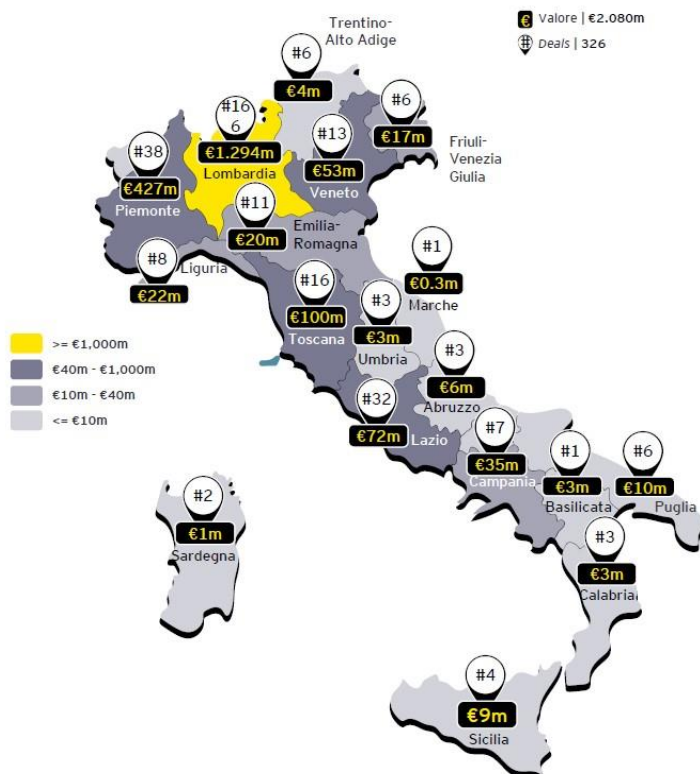 Trentino-
Alto Adige
€ Valore | €2.080m
# Deals | 326
#6
€4m
#16
6
€1.294m
Lombardia
#13
€53m
Veneto
#6
€17m
Friuli-
Venezia
Giulia
#38
€427m
Piemonte
#11
€20m
Emilia-
Romagna
#8
€22m
Liguria
#16
€100m
Toscana
#1
€0.3m
Marche
#3
€3m
Umbria
#3
€6m
Abruzzo
>= €1,000m
€40m - €1,000m
€10m - €40m
<= €10m
#32
€72m
Lazio
#7
€35m
Campania
#1
€3m
Basilicata
#6
€10m
Puglia
#2
€1m
Sardegna
#3
€3m
Calabria
#4
€9m
Sicilia